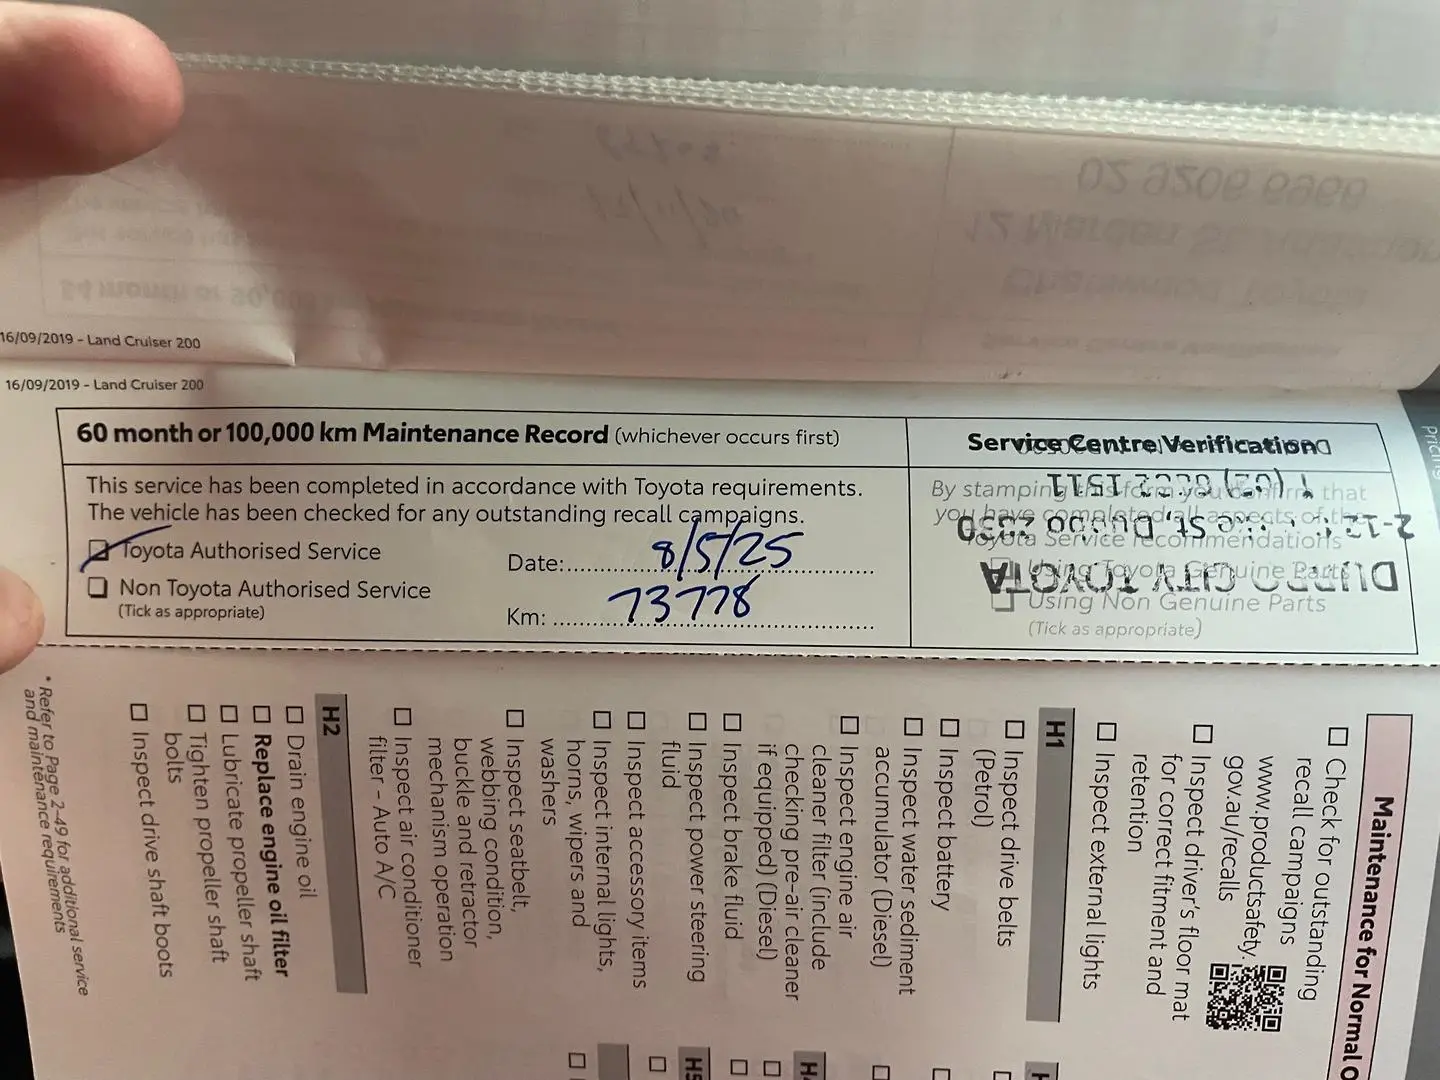 16/09/2019 - Land Cruiser 200
16/09/2019 - Land Cruiser 200
60 month or 100,000 km Maintenance Record (whichever occurs first)
This service has been completed in accordance with Toyota requirements.
The vehicle has been checked for any outstanding recall campaigns.
Toyota Authorised Service
Non Toyota Authorised Service
(Tick as appropriate)
Date: 8/5/25
Km: 73778
Service Centre Verification
By stamping this form you confirm that
you have completed all aspects of the
Toyota Service recommendations
Using Toyota Genuine Parts
Using Non Genuine Parts
(Tick as appropriate)
DUBBO CITY TOYOTA
Pricing
Maintenance for Normal
Check for outstanding
recall campaigns
www.productsafety.
gov.au/recalls
Inspect driver's floor mat
for correct fitment and
retention
Inspect external lights
H1
Inspect drive belts
(Petrol)
Inspect battery
Inspect water sediment
accumulator (Diesel)
Inspect engine air
cleaner filter (include
checking pre-air cleaner
if equipped) (Diesel)
Inspect brake fluid
Inspect power steering
fluid
Inspect accessory items
Inspect internal lights,
horns, wipers and
washers
Inspect seatbelt,
webbing condition,
buckle and retractor
mechanism operation
Inspect air conditioner
filter - Auto A/C
H2
Drain engine oil
Replace engine oil filter
Lubricate propeller shaft
Tighten propeller shaft
bolts
Inspect drive shaft boots
* Refer to Page 2-49 for additional service
and maintenance requirements